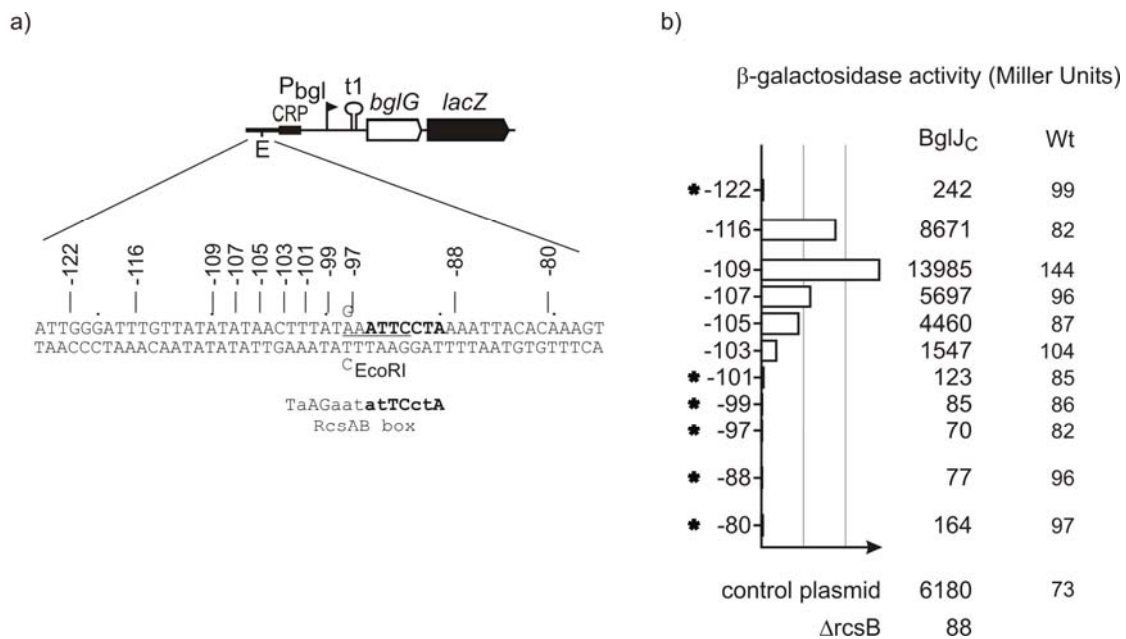 a)
P bgl
t1
bglG
lacZ
CRP
E
-122
-116
-109
-107
-105
-103
-101
-99
-97
-88
-80
G
ATTGGGATTTGTTATATATAACTTTATAAATTCCTAAAATTACACAAAGT
TAACCCTAAACAATATATATTGAAATATTTAAGGATTTTAATGTGTTTCA
C EcoRI
TaAGaatatTCctA
RcsAB box
b)
β-galactosidase activity (Miller Units)
BglJC Wt
* -122 242 99
-116 8671 82
-109 13985 144
-107 5697 96
-105 4460 87
-103 1547 104
* -101 123 85
* -99 85 86
* -97 70 82
* -88 77 96
* -80 164 97
control plasmid 6180 73
ΔrcsB 88